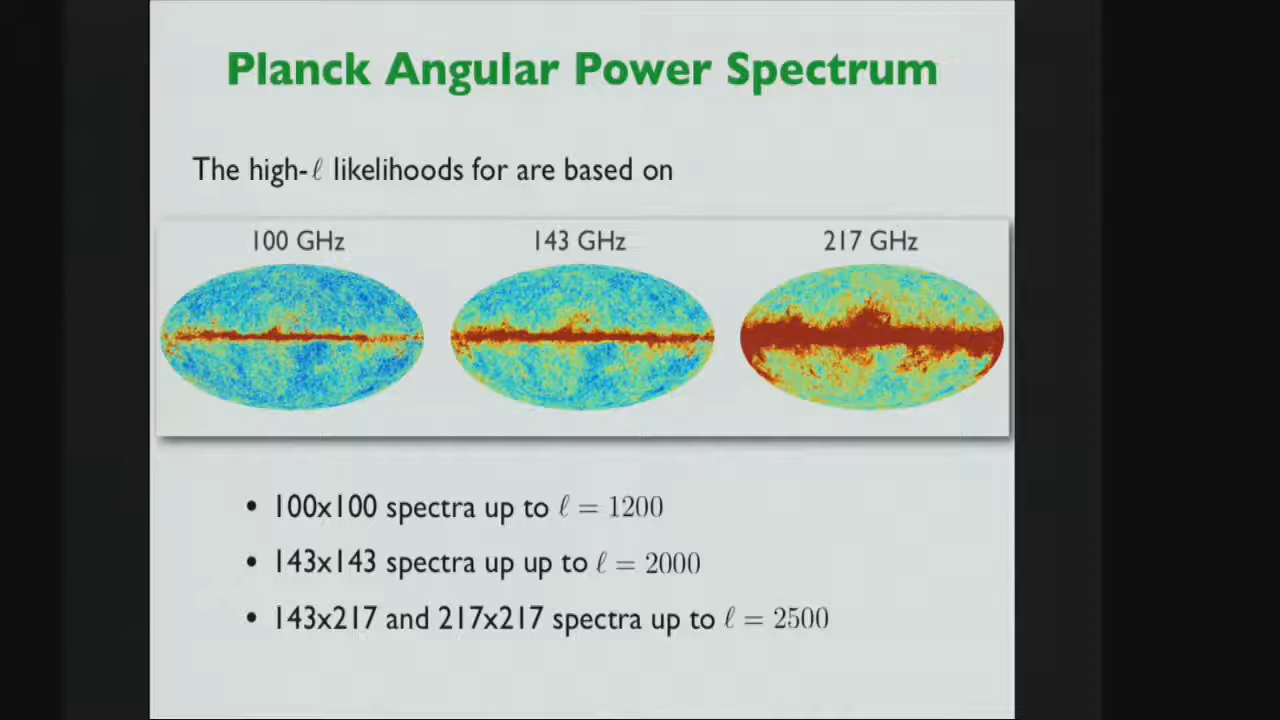 Planck Angular Power Spectrum
The high-ℓ likelihoods for are based on
100 GHz 143 GHz 217 GHz
• 100x100 spectra up to ℓ = 1200
• 143x143 spectra up up to ℓ = 2000
• 143x217 and 217x217 spectra up to ℓ = 2500